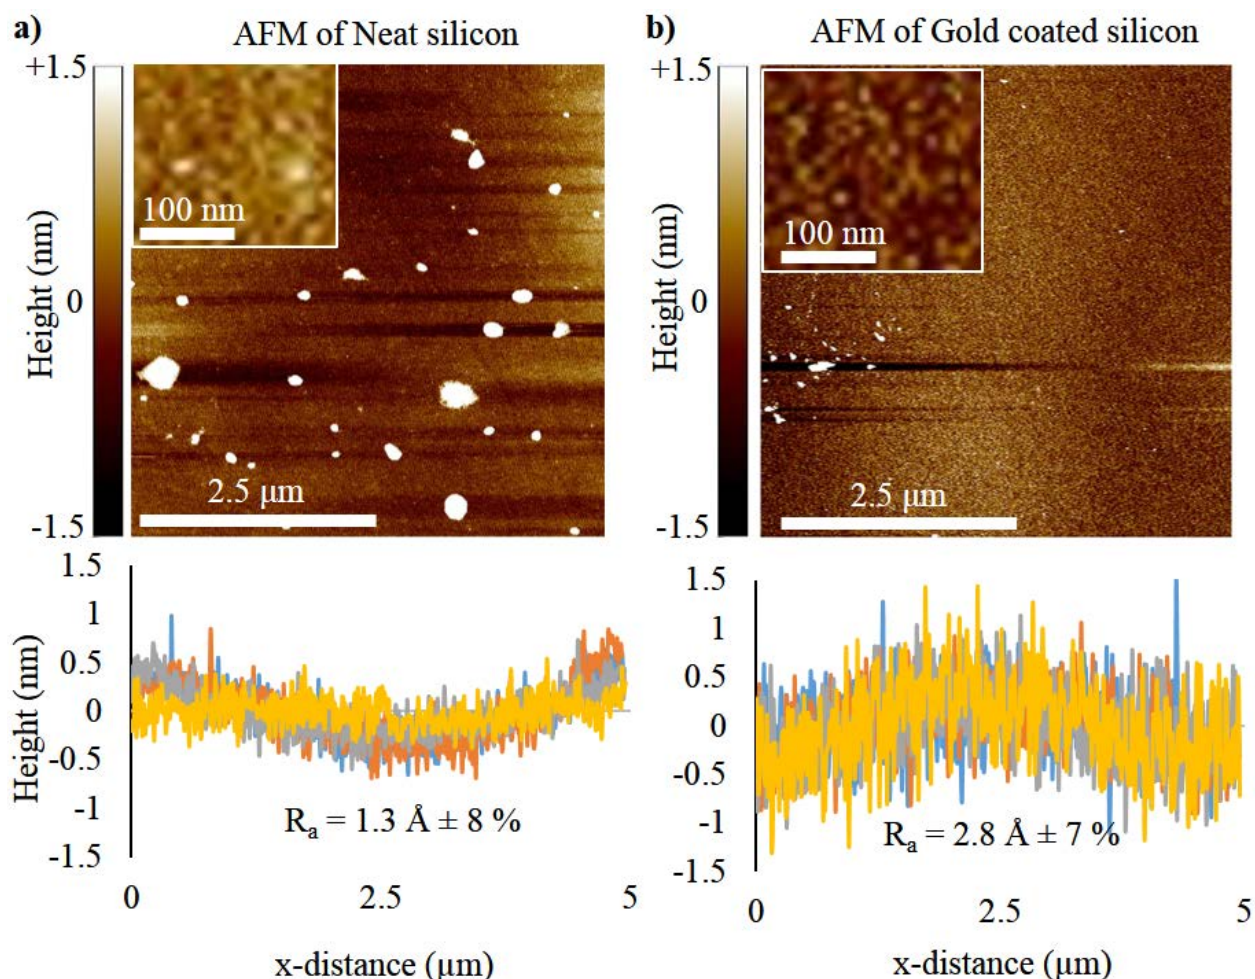 a)
AFM of Neat silicon
+1.5
0
-1.5
Height (nm)
100 nm
2.5 μm
b)
AFM of Gold coated silicon
+1.5
0
-1.5
Height (nm)
100 nm
2.5 μm
1.5
1
0.5
0
-0.5
-1
-1.5
Height (nm)
Ra = 1.3 Å ± 8 %
0
2.5
5
x-distance (μm)
1.5
1
0.5
0
-0.5
-1
-1.5
Height (nm)
Ra = 2.8 Å ± 7 %
0
2.5
5
x-distance (μm)